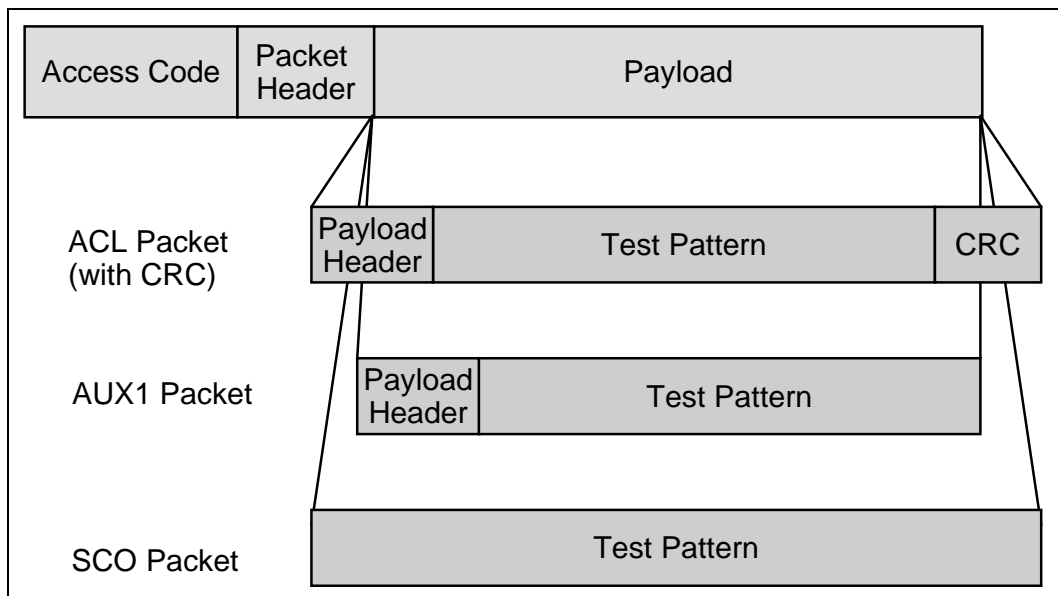 Access Code
Packet
Header
Payload
ACL Packet
(with CRC)
Payload
Header
Test Pattern
CRC
AUX1 Packet
Payload
Header
Test Pattern
SCO Packet
Test Pattern